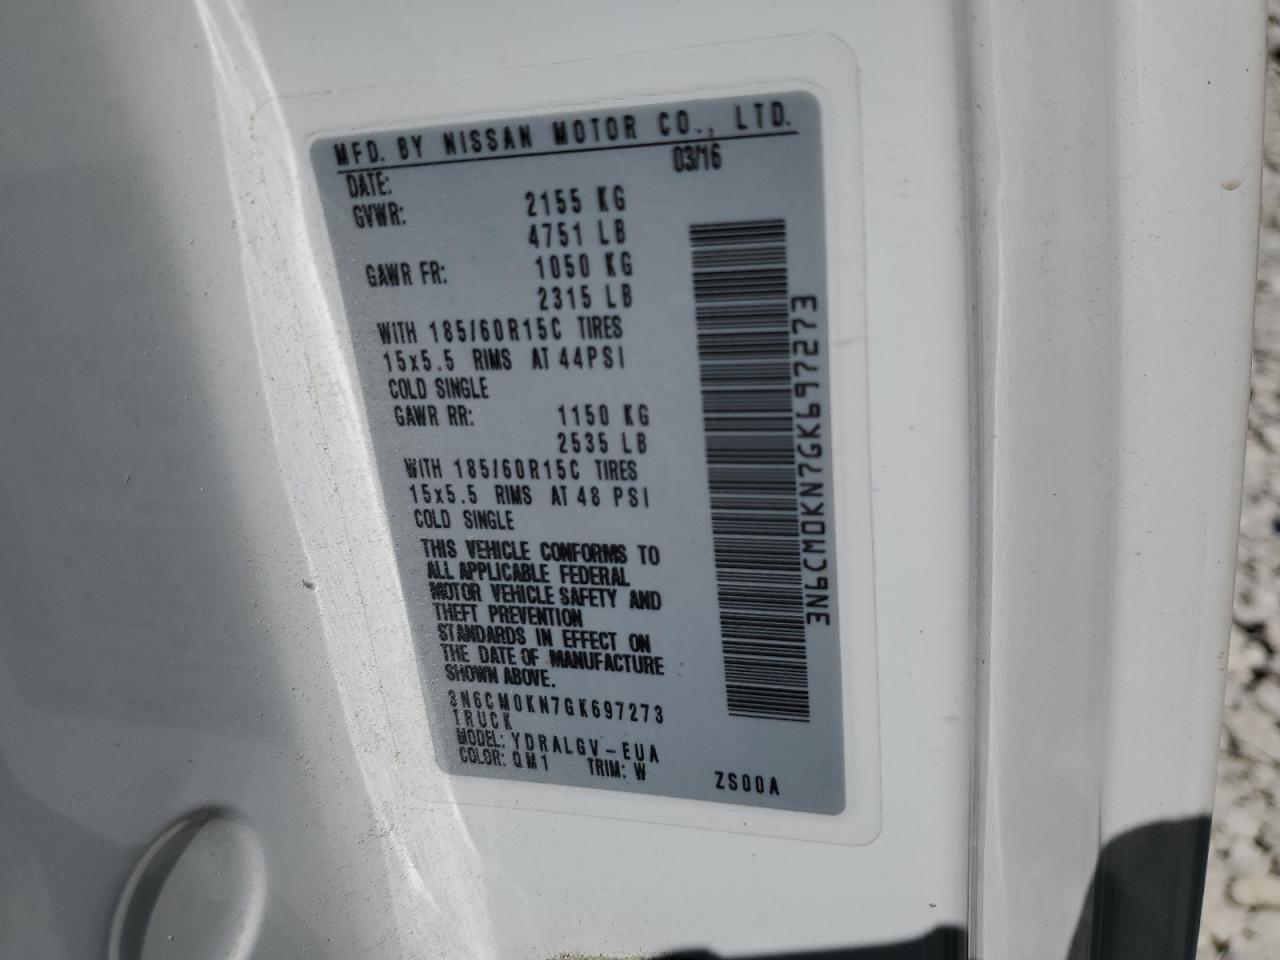 MFD. BY NISSAN MOTOR CO., LTD.
DATE: 03/16
GVWR: 2155 KG
4751 LB
GAWR FR: 1050 KG
2315 LB
WITH 185/60R15C TIRES
15x5.5 RIMS AT 44PSI
COLD SINGLE
GAWR RR: 1150 KG
2535 LB
WITH 185/60R15C TIRES
15x5.5 RIMS AT 48 PSI
COLD SINGLE
THIS VEHICLE CONFORMS TO
ALL APPLICABLE FEDERAL
MOTOR VEHICLE SAFETY AND
THEFT PREVENTION
STANDARDS IN EFFECT ON
THE DATE OF MANUFACTURE
SHOWN ABOVE.
3N6CM0KN7GK697273
TRUCK
MODEL: YDRALGV-EUA
COLOR: QM1 TRIM: W ZS00A
3N6CM0KN7GK697273